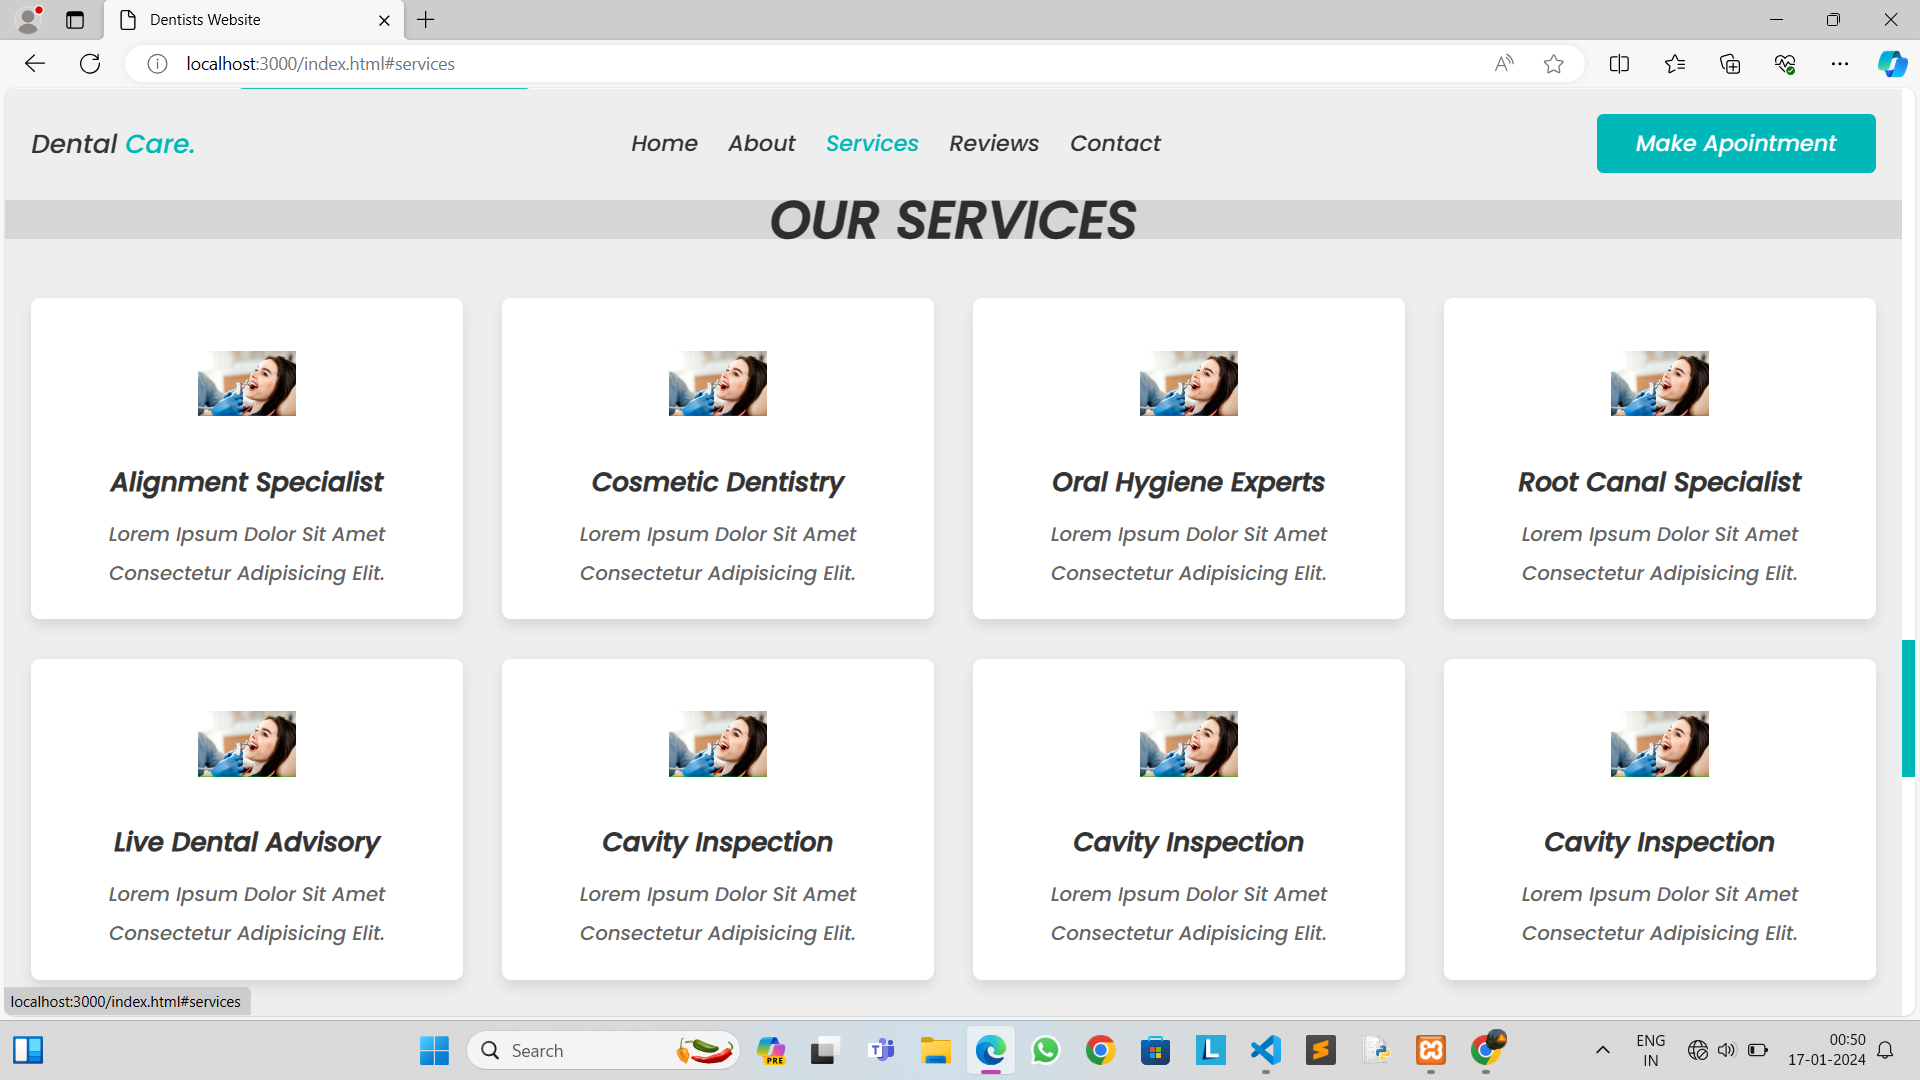 Dentists Website
localhost:3000/index.html#services
Dental Care.
Home About Services Reviews Contact
Make Apointment
OUR SERVICES
Alignment Specialist
Lorem Ipsum Dolor Sit Amet
Consectetur Adipisicing Elit.
Cosmetic Dentistry
Lorem Ipsum Dolor Sit Amet
Consectetur Adipisicing Elit.
Oral Hygiene Experts
Lorem Ipsum Dolor Sit Amet
Consectetur Adipisicing Elit.
Root Canal Specialist
Lorem Ipsum Dolor Sit Amet
Consectetur Adipisicing Elit.
Live Dental Advisory
Lorem Ipsum Dolor Sit Amet
Consectetur Adipisicing Elit.
Cavity Inspection
Lorem Ipsum Dolor Sit Amet
Consectetur Adipisicing Elit.
Cavity Inspection
Lorem Ipsum Dolor Sit Amet
Consectetur Adipisicing Elit.
Cavity Inspection
Lorem Ipsum Dolor Sit Amet
Consectetur Adipisicing Elit.
localhost:3000/index.html#services
Search
PRE
ENG
IN
00:50
17-01-2024